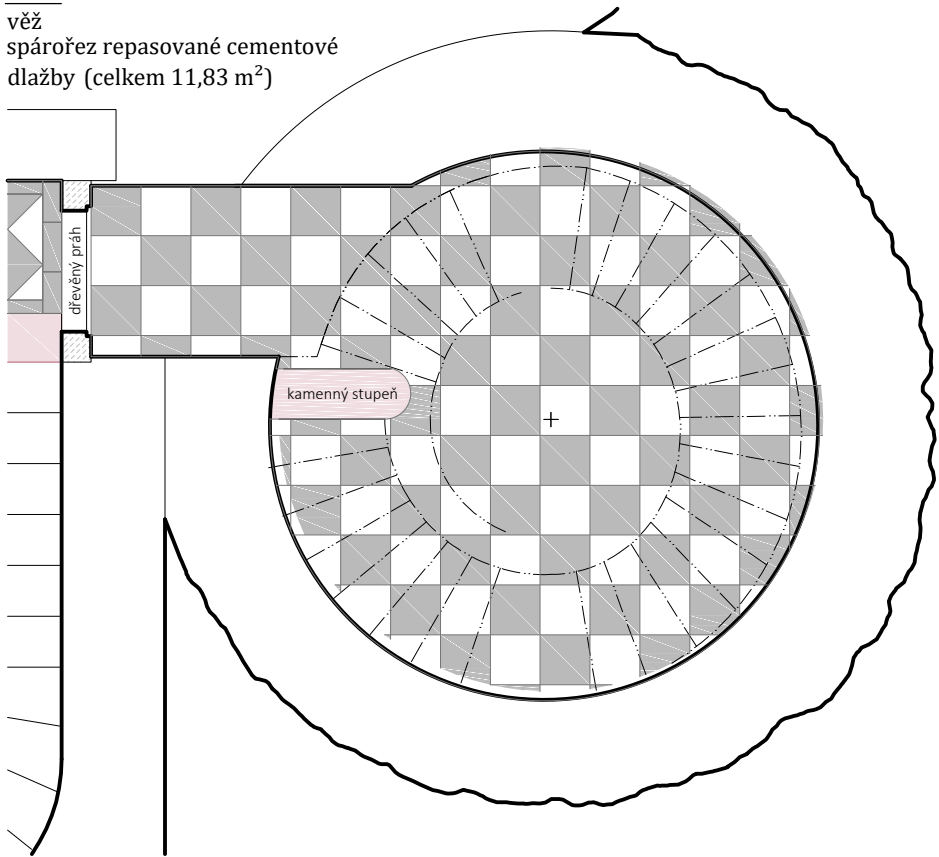 věž
spárořez repasované cementové
dlažby (celkem 11,83 m²)
dřevěný práh
kamenný stupeň